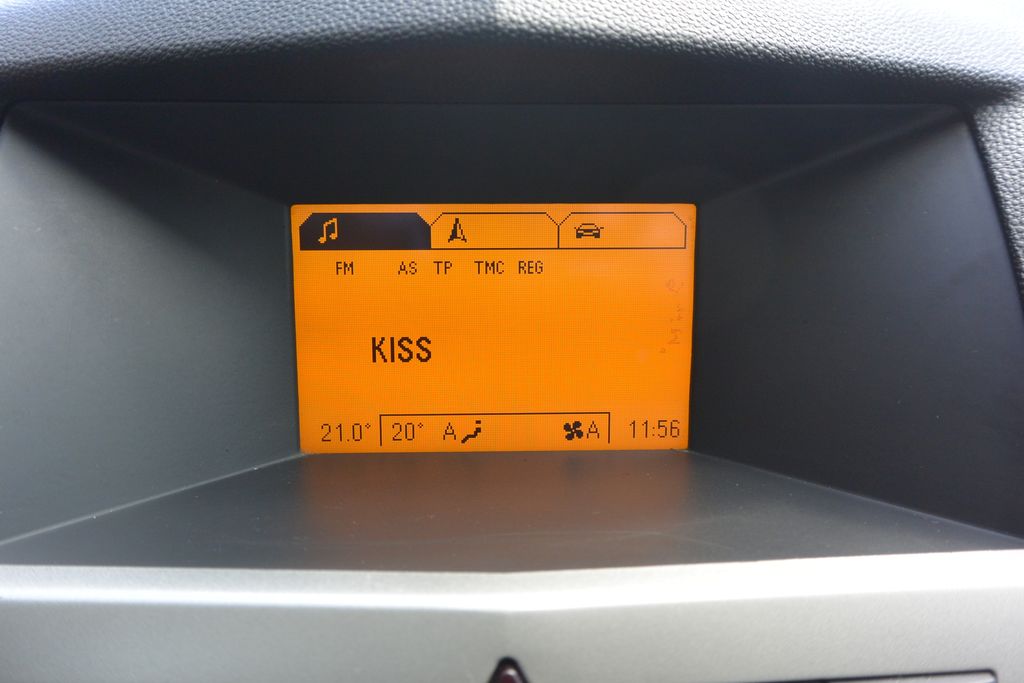 FM AS TP TMC REG
KISS
21.0° 20° A A 11:56